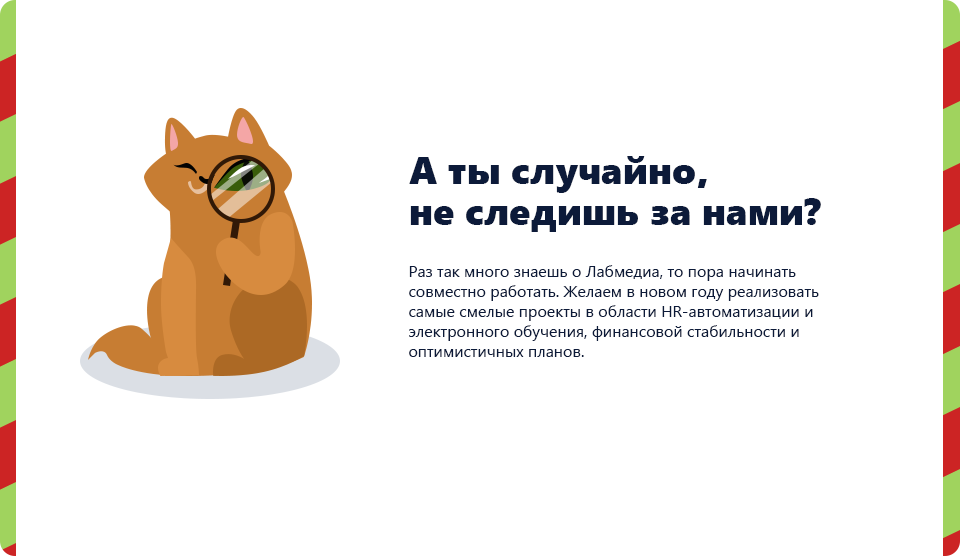 А ты случайно,
не следишь за нами?
Раз так много знаешь о Лабмедиа, то пора начинать
совместно работать. Желаем в новом году реализовать
самые смелые проекты в области HR-автоматизации и
электронного обучения, финансовой стабильности и
оптимистичных планов.